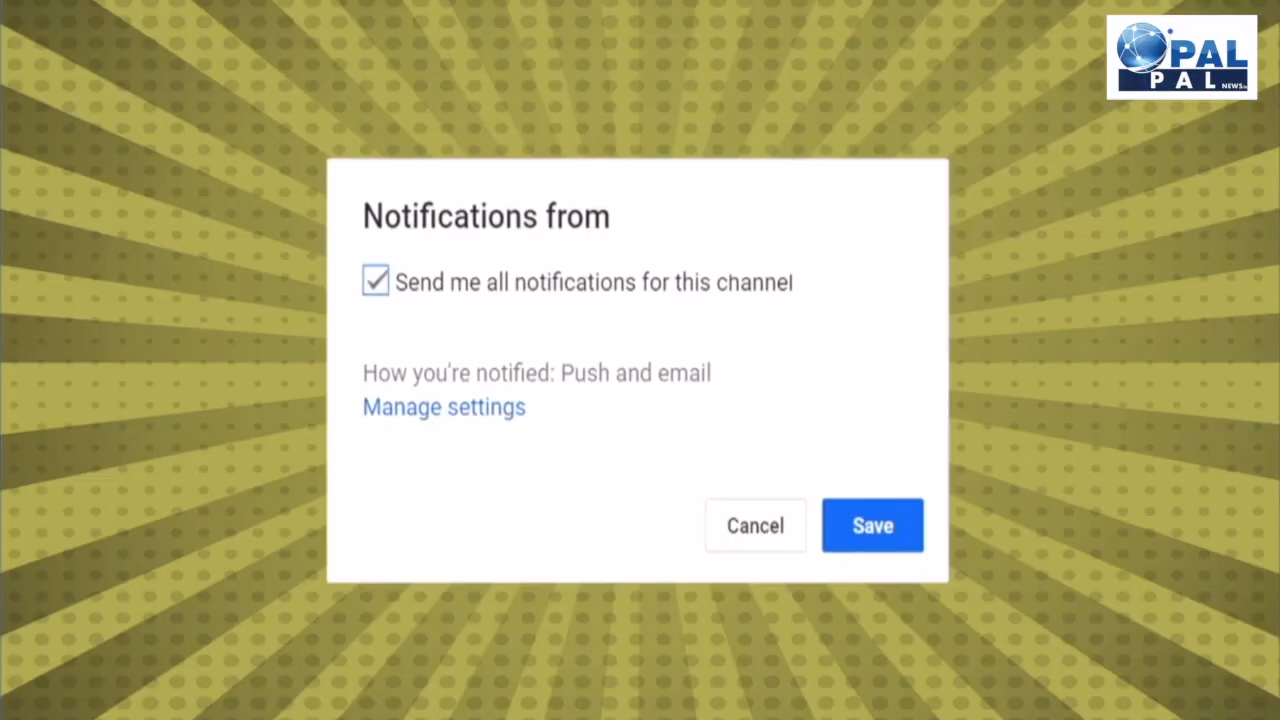 PAL
PAL NEWS.in
Notifications from
Send me all notifications for this channel
How you're notified: Push and email
Manage settings
Cancel
Save